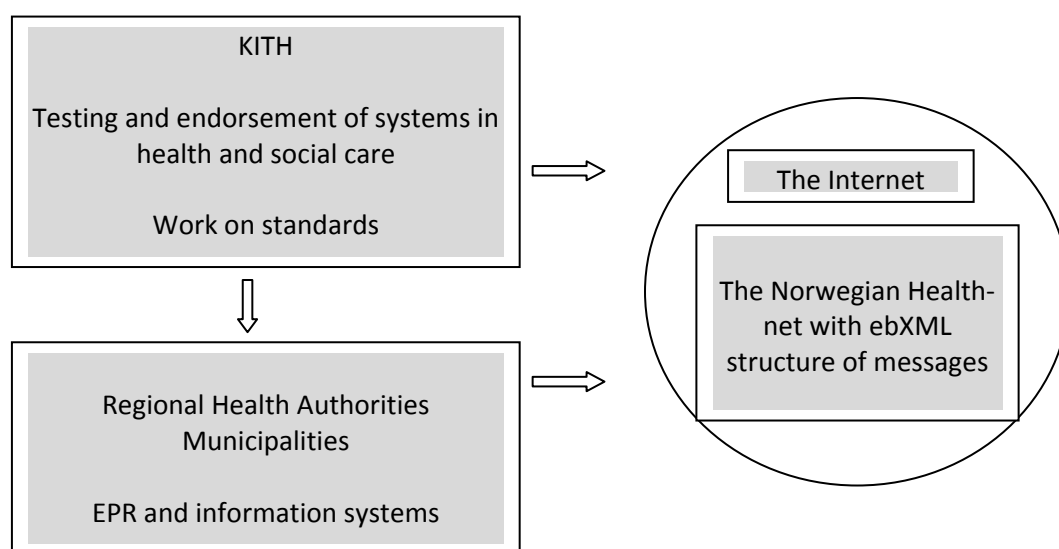 KITH
Testing and endorsement of systems in
health and social care
Work on standards
Regional Health Authorities
Municipalities
EPR and information systems
The Internet
The Norwegian Health-
net with ebXML
structure of messages